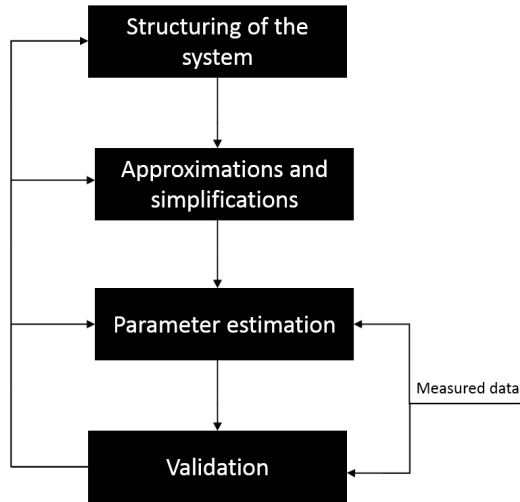 Structuring of the
system
Approximations and
simplifications
Parameter estimation
Measured data
Validation